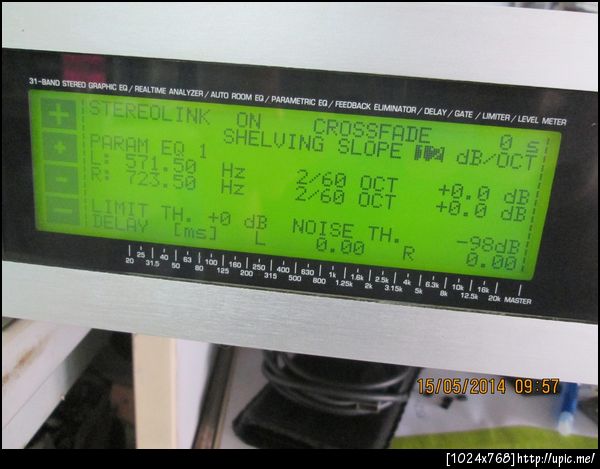 31-BAND STEREO GRAPHIC EQ / REALTIME ANALYZER / AUTO ROOM EQ / PARAMETRIC EQ / FEEDBACK ELIMINATOR / DELAY / GATE / LIMITER / LEVEL METER
STEREOLINK ON CROSSFADE 0 s
SHELVING SLOPE dB/OCT
PARAM EQ 1
L: 571.50 Hz 2/60 OCT +0.0 dB
R: 723.50 Hz 2/60 OCT +0.0 dB
LIMIT TH. +0 dB NOISE TH. -98dB
DELAY [ms] L 0.00 R 0.00
20 31.5 40 50 63 80 100 125 160 200 250 315 400 500 630 800 1k 1.25k 1.6k 2k 2.5k 3.15k 4k 5k 6.3k 8k 10k 12.5k 16k 20k MASTER
15/05/2014 09:57
[1024x768]http://upic.me/